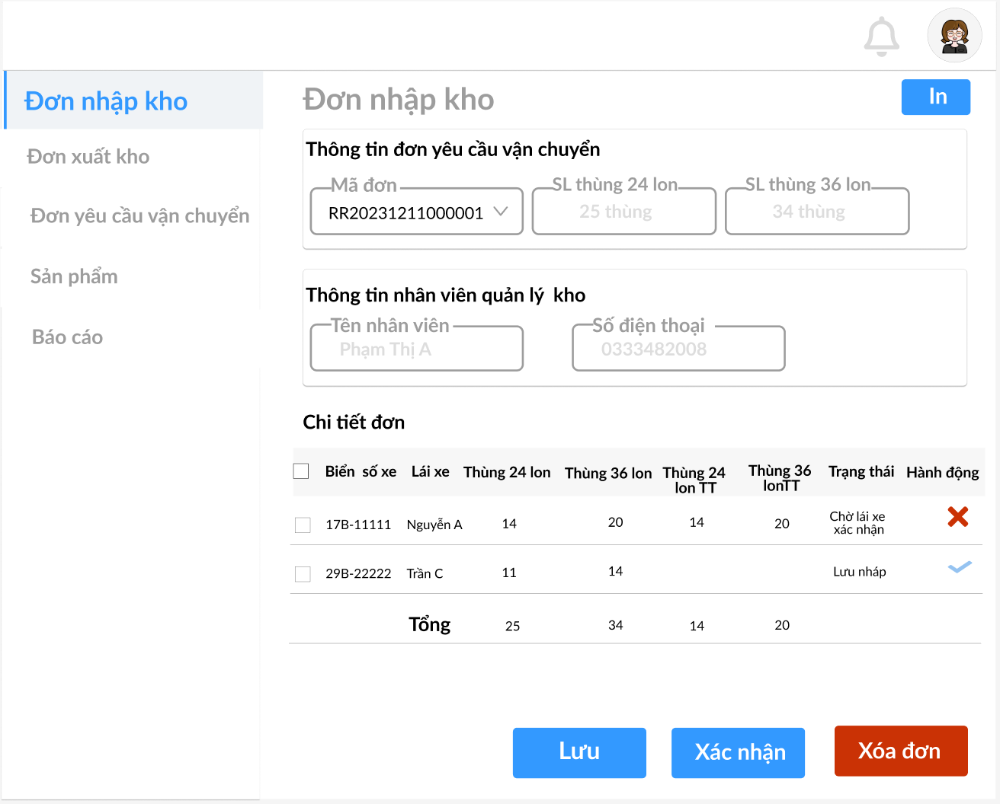 Đơn nhập kho
Đơn xuất kho
Đơn yêu cầu vận chuyển
Sản phẩm
Báo cáo
Đơn nhập kho
In
Thông tin đơn yêu cầu vận chuyển
Mã đơn
RR20231211000001
SL thùng 24 lon
25 thùng
SL thùng 36 lon
34 thùng
Thông tin nhân viên quản lý kho
Tên nhân viên
Phạm Thị A
Số điện thoại
0333482008
Chi tiết đơn
Biển số xe Lái xe Thùng 24 lon Thùng 36 lon Thùng 24 lon TT Thùng 36 lonTT Trạng thái Hành động
17B-11111 Nguyễn A 14 20 14 20 Chờ lái xe xác nhận
29B-22222 Trần C 11 14 Lưu nháp
Tổng 25 34 14 20
Lưu
Xác nhận
Xóa đơn